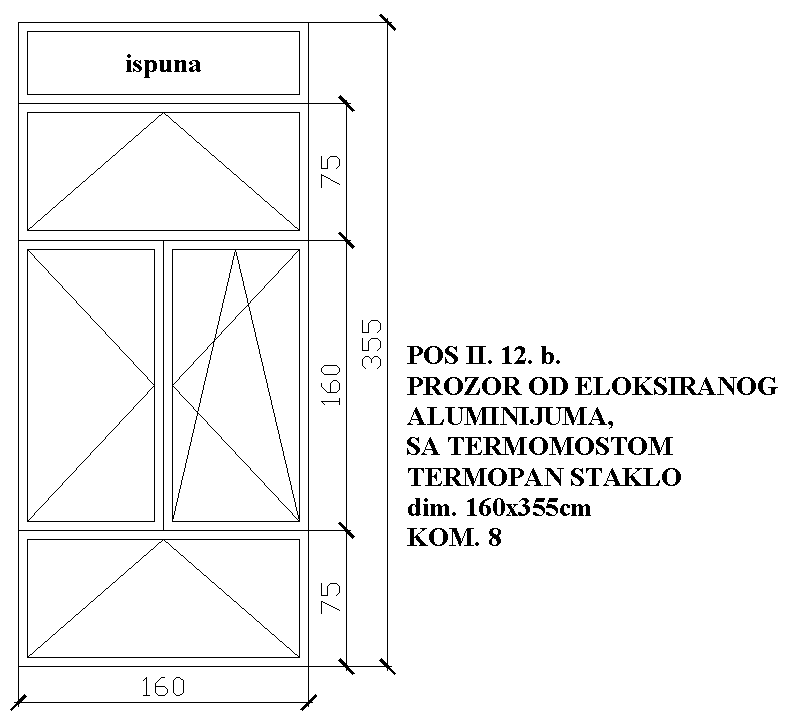 ispuna
75
160
355
75
160
POS II. 12. b.
PROZOR OD ELOKSIRANOG
ALUMINIJUMA,
SA TERMOMOSTOM
TERMOPAN STAKLO
dim. 160x355cm
KOM. 8